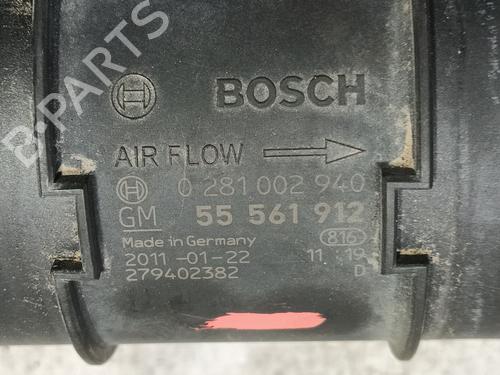 BOSCH
AIR FLOW
0 281 002 940
GM 55 561 912
Made in Germany 816
2011-01-22 11 19
279402382 D
B-PARTS